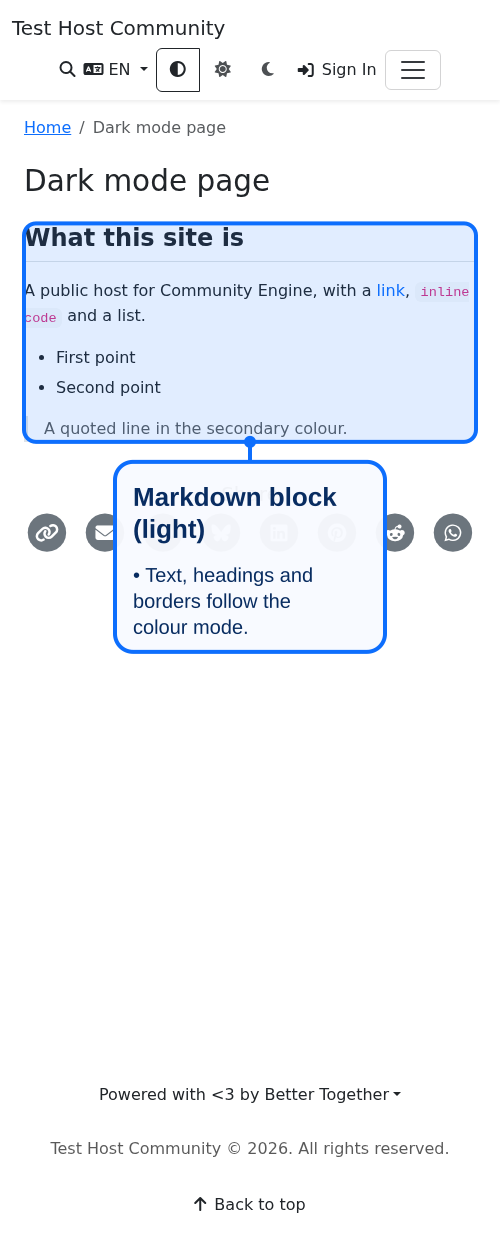 Test Host Community
EN
Sign In
Home / Dark mode page
Dark mode page
What this site is
A public host for Community Engine, with a link, inline
code and a list.
• First point
• Second point
A quoted line in the secondary colour.
Markdown block
(light)
• Text, headings and
borders follow the
colour mode.
Powered with <3 by Better Together
Test Host Community © 2026. All rights reserved.
Back to top